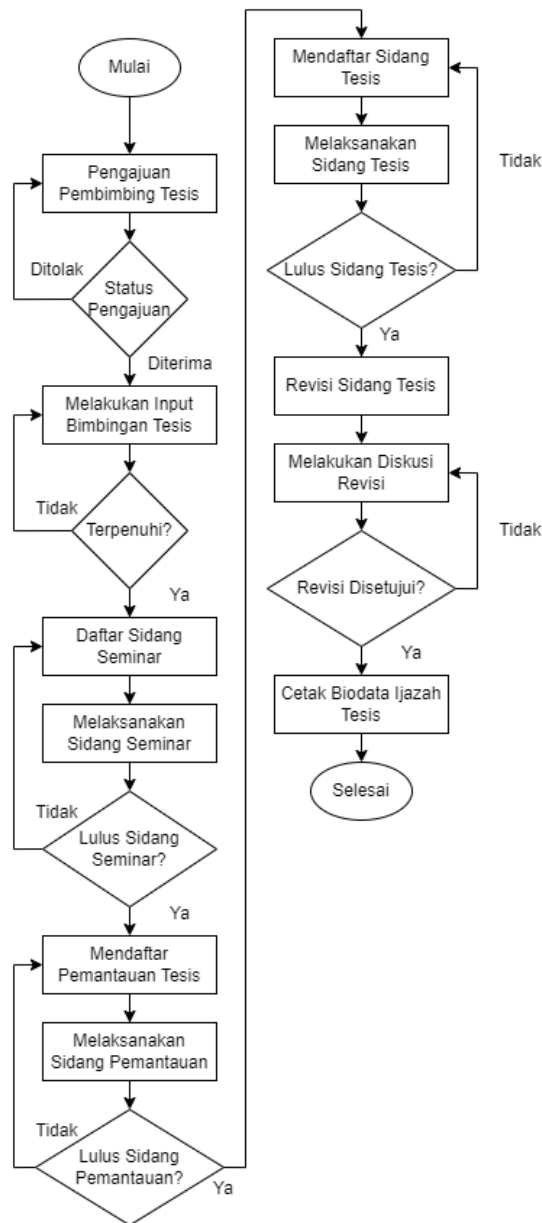 Mulai
Pengajuan
Pembimbing Tesis
Ditolak
Status
Pengajuan
Diterima
Melakukan Input
Bimbingan Tesis
Tidak
Terpenuhi?
Ya
Daftar Sidang
Seminar
Melaksanakan
Sidang Seminar
Tidak
Lulus Sidang
Seminar?
Ya
Mendaftar
Pemantauan Tesis
Melaksanakan
Sidang Pemantauan
Tidak
Lulus Sidang
Pemantauan?
Ya
Mendaftar Sidang
Tesis
Melaksanakan
Sidang Tesis
Tidak
Lulus Sidang Tesis?
Ya
Revisi Sidang Tesis
Melakukan Diskusi
Revisi
Tidak
Revisi Disetujui?
Ya
Cetak Biodata Ijazah
Tesis
Selesai